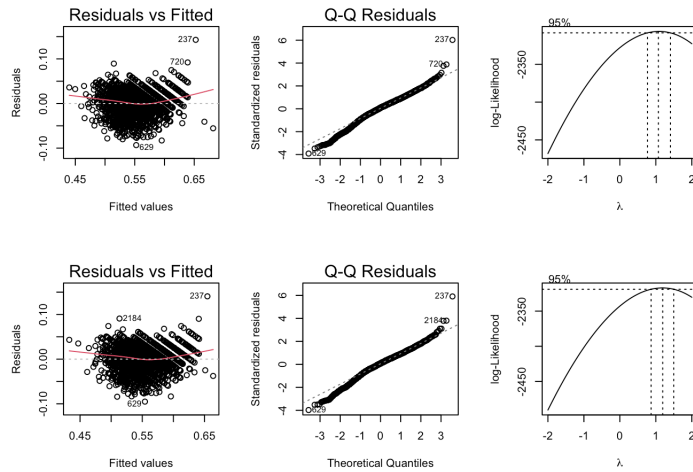 Residuals vs Fitted
Q-Q Residuals
95%
237
237
720
720
629
629
0.10
0.00
-0.10
Residuals
6
4
2
0
-2
-4
Standardized residuals
-2350
-2450
log-Likelihood
0.45 0.55 0.65
-3 -2 -1 0 1 2 3
-2 -1 0 1 2
Fitted values
Theoretical Quantiles
λ
Residuals vs Fitted
Q-Q Residuals
95%
237
237
2184
2184
629
629
0.10
0.00
-0.10
Residuals
6
4
2
0
-2
-4
Standardized residuals
-2350
-2450
log-Likelihood
0.45 0.55 0.65
-3 -2 -1 0 1 2 3
-2 -1 0 1 2
Fitted values
Theoretical Quantiles
λ